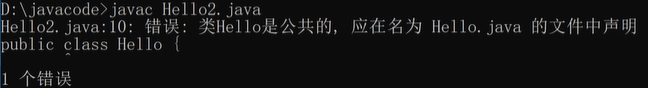 D:\javacode>javac Hello2.java
Hello2.java:10: 错误: 类Hello是公共的, 应在名为 Hello.java 的文件中声明
public class Hello {
       ^
1 个错误